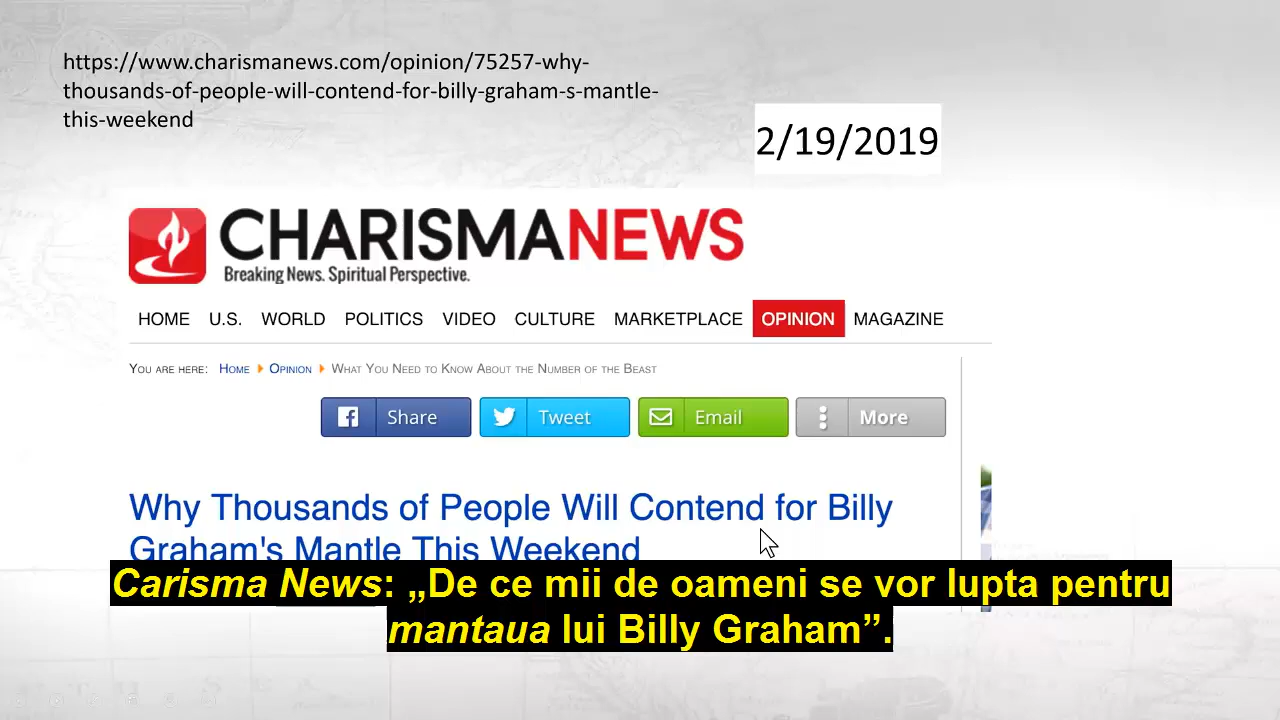 https://www.charismanews.com/opinion/75257-why-
thousands-of-people-will-contend-for-billy-graham-s-mantle-
this-weekend
2/19/2019
CHARISMANEWS
Breaking News. Spiritual Perspective.
HOME U.S. WORLD POLITICS VIDEO CULTURE MARKETPLACE OPINION MAGAZINE
You are here: Home Opinion What You Need to Know About the Number of the Beast
Share Tweet Email More
Why Thousands of People Will Contend for Billy
Graham's Mantle This Weekend
Carisma News: „De ce mii de oameni se vor lupta pentru
mantaua lui Billy Graham”.